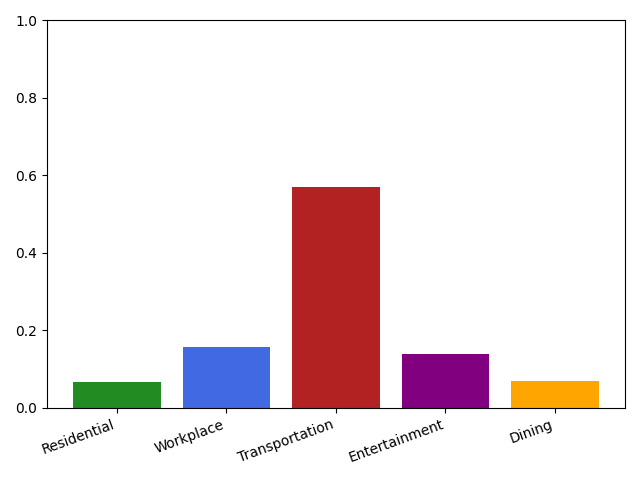 1.0
0.8
0.6
0.4
0.2
0.0
Residential
Workplace
Transportation
Entertainment
Dining